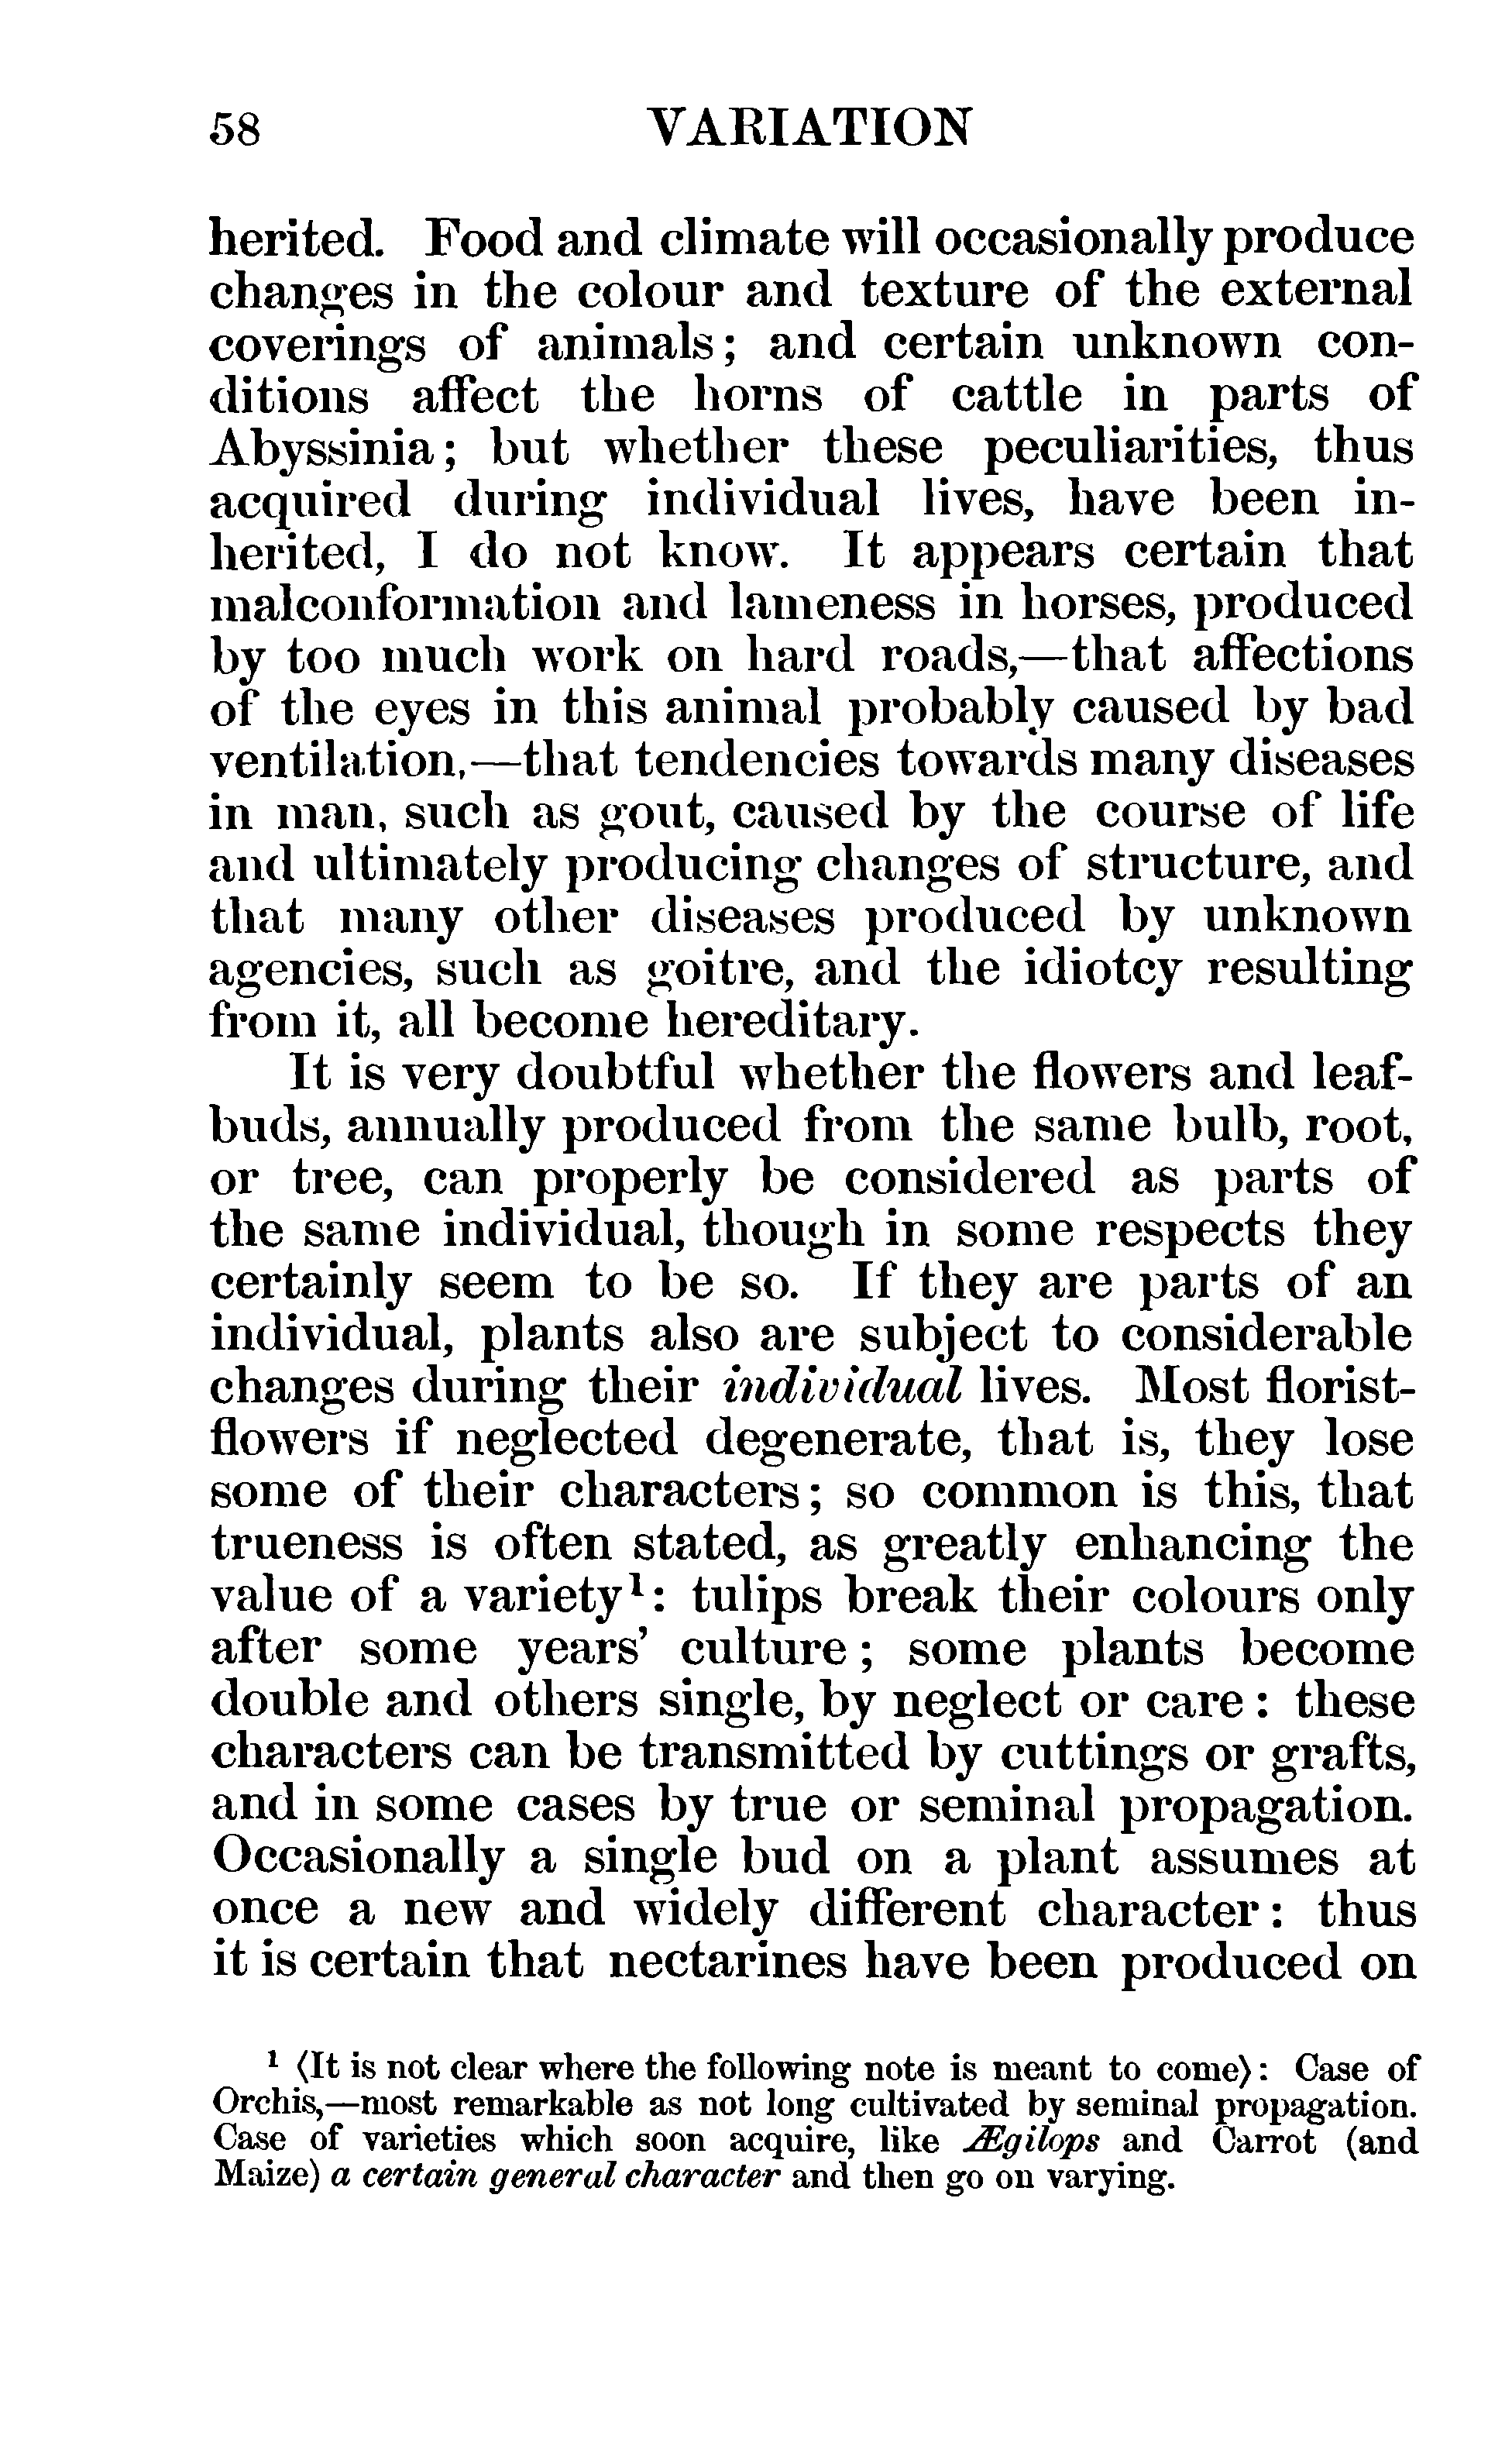 58 VARIATION
herited. Food and climate will occasionally produce
changes in the colour and texture of the external
coverings of animals; and certain unknown con-
ditions affect the horns of cattle in parts of
Abyssinia; but whether these peculiarities, thus
acquired during individual lives, have been in-
herited, I do not know. It appears certain that
malconformation and lameness in horses, produced
by too much work on hard roads,—that affections
of the eyes in this animal probably caused by bad
ventilation,—that tendencies towards many diseases
in man, such as gout, caused by the course of life
and ultimately producing changes of structure, and
that many other diseases produced by unknown
agencies, such as goitre, and the idiotcy resulting
from it, all become hereditary.
It is very doubtful whether the flowers and leaf-
buds, annually produced from the same bulb, root,
or tree, can properly be considered as parts of
the same individual, though in some respects they
certainly seem to be so. If they are parts of an
individual, plants also are subject to considerable
changes during their individual lives. Most florist-
flowers if neglected degenerate, that is, they lose
some of their characters; so common is this, that
trueness is often stated, as greatly enhancing the
value of a variety¹: tulips break their colours only
after some years' culture; some plants become
double and others single, by neglect or care: these
characters can be transmitted by cuttings or grafts,
and in some cases by true or seminal propagation.
Occasionally a single bud on a plant assumes at
once a new and widely different character: thus
it is certain that nectarines have been produced on
¹ ⟨It is not clear where the following note is meant to come⟩: Case of
Orchis,—most remarkable as not long cultivated by seminal propagation.
Case of varieties which soon acquire, like Ægilops and Carrot (and
Maize) a certain general character and then go on varying.